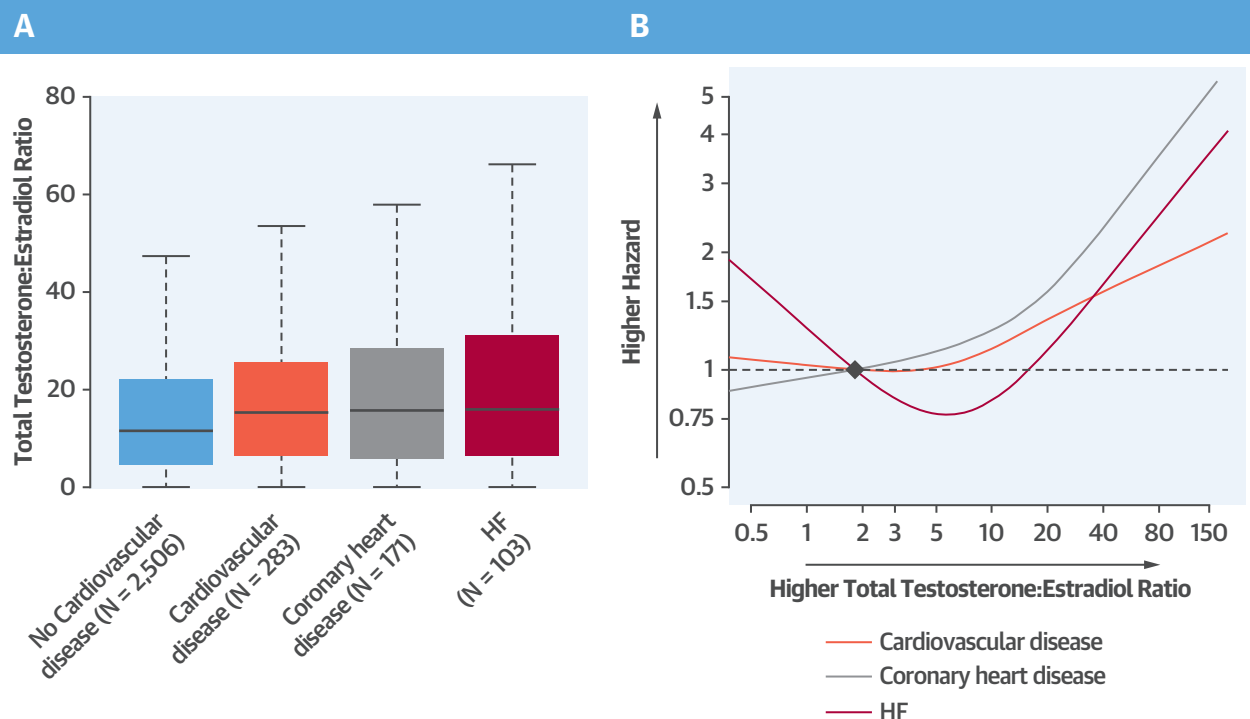 A
B
Total Testosterone:Estradiol Ratio
80
60
40
20
0
No Cardiovascular
disease (N = 2,506)
Cardiovascular
disease (N = 283)
Coronary heart
disease (N = 171)
HF
(N = 103)
Higher Hazard
5
4
3
2
1.5
1
0.75
0.5
0.5 1 2 3 5 10 20 40 80 150
Higher Total Testosterone:Estradiol Ratio
Cardiovascular disease
Coronary heart disease
HF